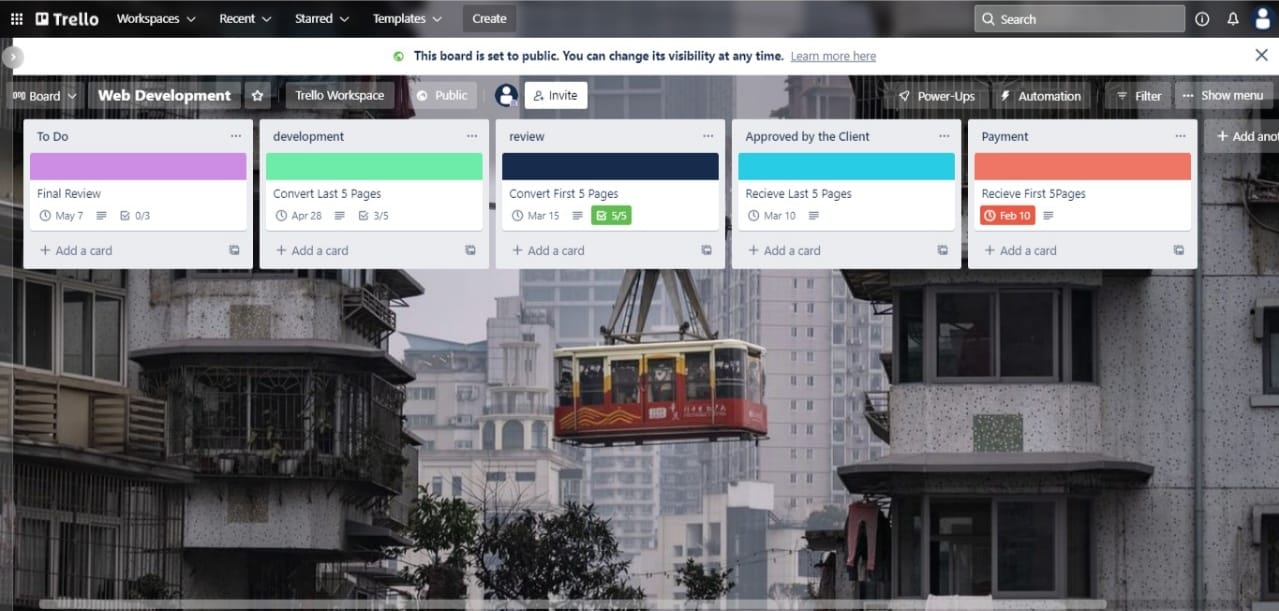 Trello Workspaces Recent Starred Templates Create Search
This board is set to public. You can change its visibility at any time. Learn more here
Board Web Development Trello Workspace Public Invite Power-Ups Automation Filter Show menu
To Do
Final Review
May 7 0/3
Add a card
development
Convert Last 5 Pages
Apr 28 3/5
Add a card
review
Convert First 5 Pages
Mar 15 5/5
Add a card
Approved by the Client
Recieve Last 5 Pages
Mar 10
Add a card
Payment
Recieve First 5Pages
Feb 10
Add a card
Add